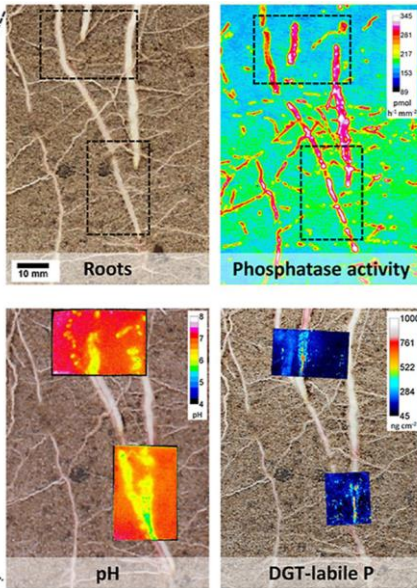 10 mm
Roots
345
281
217
153
89
pmol
h⁻¹ mm⁻²
Phosphatase activity
8
7
6
5
4
pH
pH
1000
761
522
284
45
ng cm⁻²
DGT-labile P